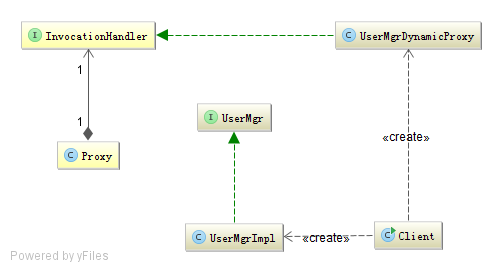 I InvocationHandler
C UserMgrDynamicProxy
1
1
C Proxy
I UserMgr
«create»
C UserMgrImpl
«create»
C Client
Powered by yFiles